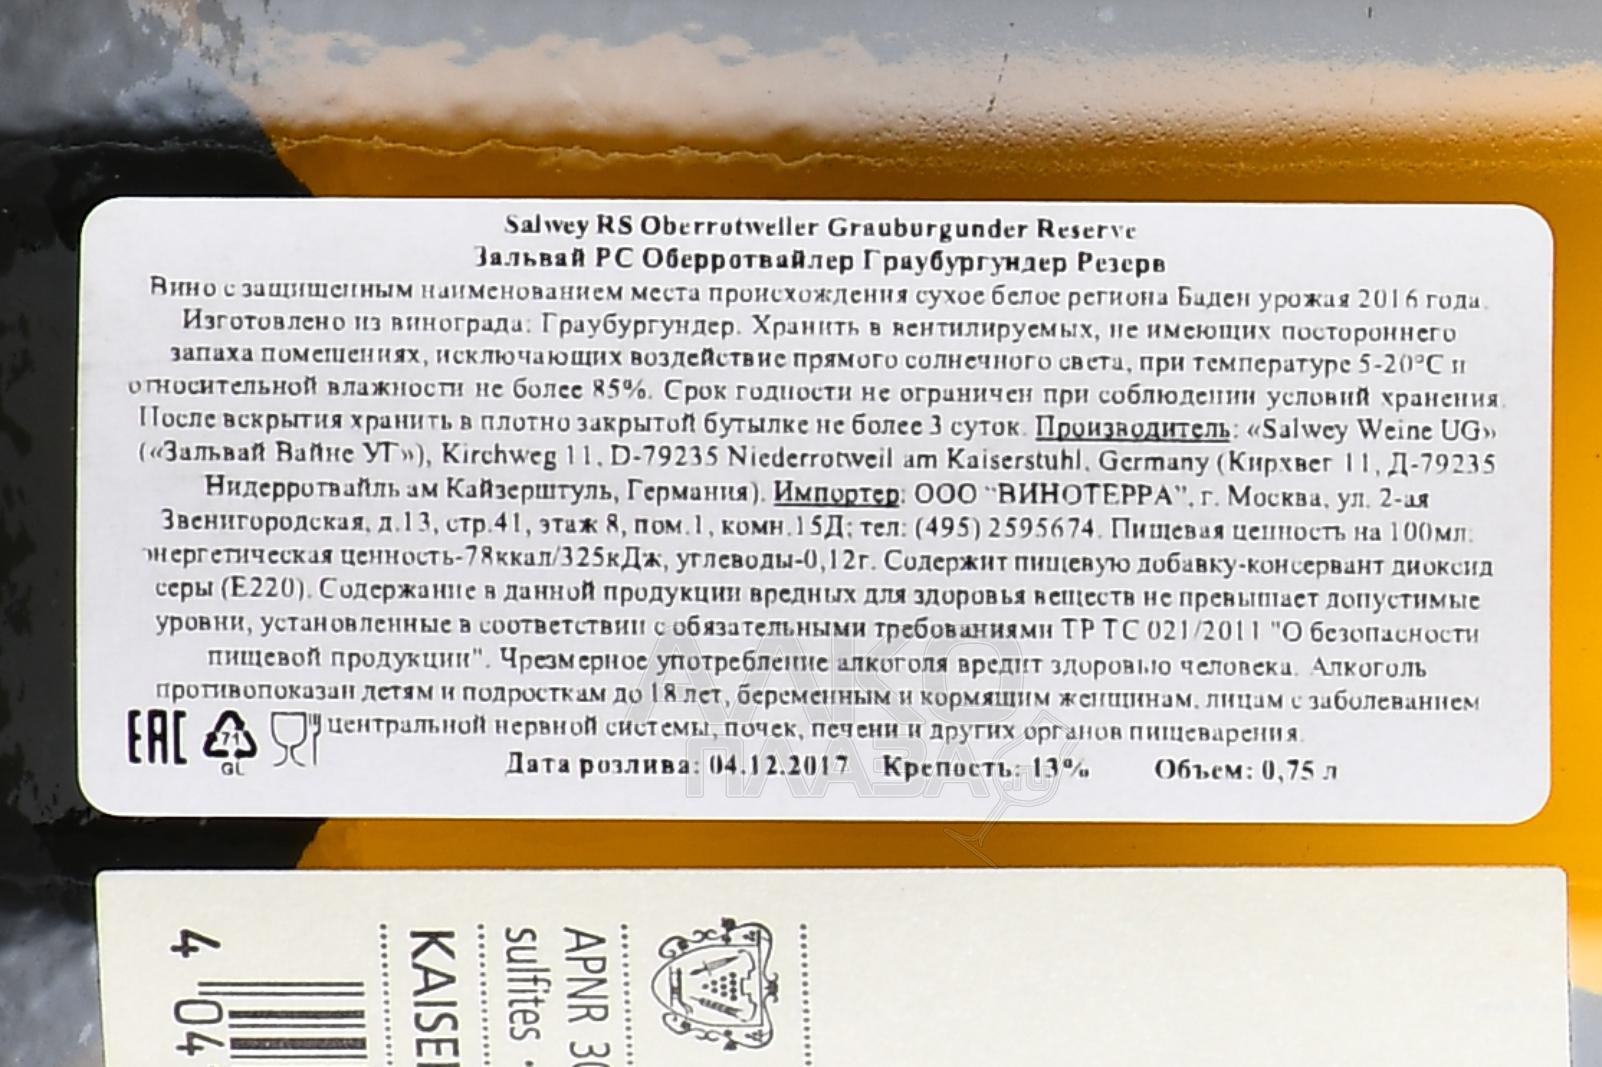 Salwey RS Oberrotweller Grauburgunder Reserve
Зальвай РС Оберротвайлер Граубургундер Резерв
Вино с защищенным наименованием места происхождения сухое белое региона Баден урожая 2016 года.
Изготовлено из винограда: Граубургундер. Хранить в вентилируемых, не имеющих постороннего
запаха помещениях, исключающих воздействие прямого солнечного света, при температуре 5-20°С и
относительной влажности не более 85%. Срок годности не ограничен при соблюдении условий хранения.
После вскрытия хранить в плотно закрытой бутылке не более 3 суток. Производитель: «Salwey Weine UG»
(«Зальвай Вайне УГ»), Kirchweg 11, D-79235 Niederrotweil am Kaiserstuhl, Germany (Кирхвег 11, Д-79235
Нидерротвайль ам Кайзерштуль, Германия). Импортер: ООО "ВИНОТЕРРА", г. Москва, ул. 2-ая
Звенигородская, д.13, стр.41, этаж 8, пом.1, комн.15Д; тел: (495) 2595674. Пищевая ценность на 100мл:
энергетическая ценность-78ккал/325кДж, углеводы-0,12г. Содержит пищевую добавку-консервант диоксид
серы (Е220). Содержание в данной продукции вредных для здоровья веществ не превышает допустимые
уровни, установленные в соответствии с обязательными требованиями ТР ТС 021/2011 "О безопасности
пищевой продукции". Чрезмерное употребление алкоголя вредит здоровью человека. Алкоголь
противопоказан детям и подросткам до 18 лет, беременным и кормящим женщинам, лицам с заболеванием
центральной нервной системы, почек, печени и других органов пищеварения.
Дата розлива: 04.12.2017 Крепость: 13% Объем: 0,75 л
EAC
71
GL
АЛКО
ПЛАЗА.ru
4 04
KAISE
sulfites ·
APNR 30